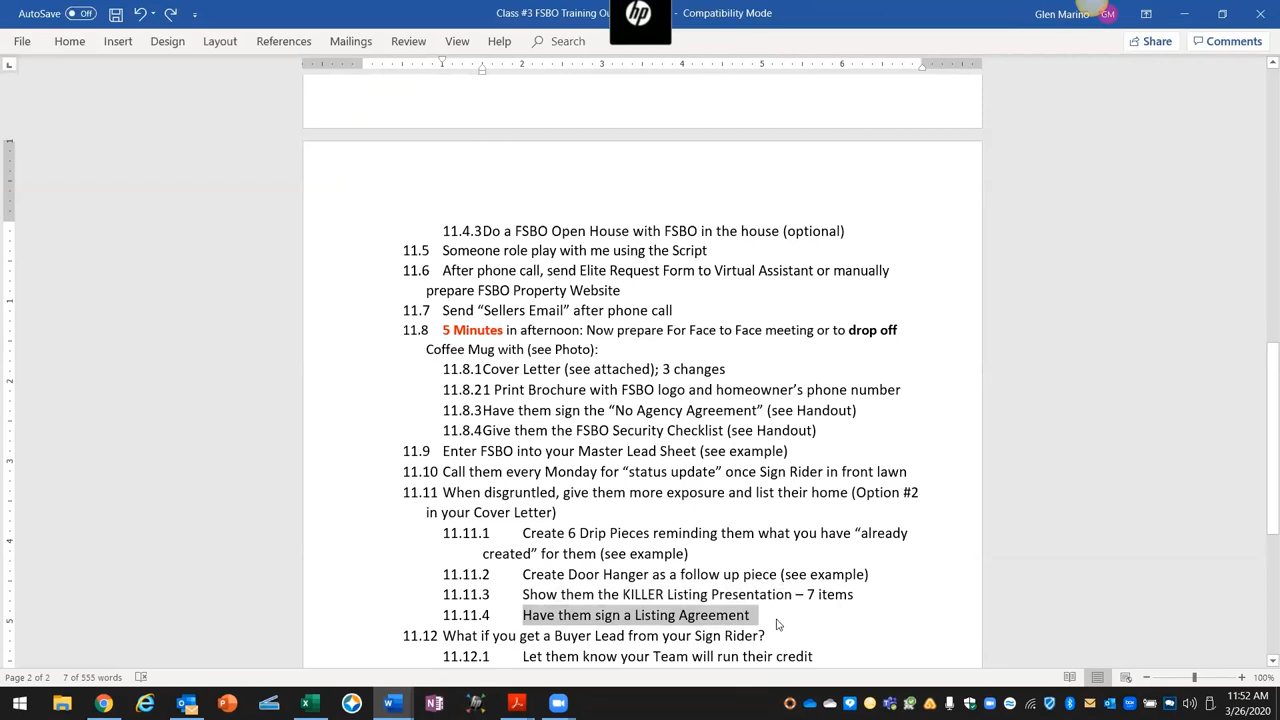 AutoSave Off
Class #3 FSBO Training Ou
- Compatibility Mode
Glen Marino GM
hp
File Home Insert Design Layout References Mailings Review View Help Search Share Comments
2 3 4 5 6
11.4.3Do a FSBO Open House with FSBO in the house (optional)
11.5 Someone role play with me using the Script
11.6 After phone call, send Elite Request Form to Virtual Assistant or manually
prepare FSBO Property Website
11.7 Send “Sellers Email” after phone call
11.8 5 Minutes in afternoon: Now prepare For Face to Face meeting or to drop off
Coffee Mug with (see Photo):
11.8.1Cover Letter (see attached); 3 changes
11.8.21 Print Brochure with FSBO logo and homeowner’s phone number
11.8.3Have them sign the “No Agency Agreement” (see Handout)
11.8.4Give them the FSBO Security Checklist (see Handout)
11.9 Enter FSBO into your Master Lead Sheet (see example)
11.10 Call them every Monday for “status update” once Sign Rider in front lawn
11.11 When disgruntled, give them more exposure and list their home (Option #2
in your Cover Letter)
11.11.1 Create 6 Drip Pieces reminding them what you have “already
created” for them (see example)
11.11.2 Create Door Hanger as a follow up piece (see example)
11.11.3 Show them the KILLER Listing Presentation – 7 items
11.11.4 Have them sign a Listing Agreement
11.12 What if you get a Buyer Lead from your Sign Rider?
11.12.1 Let them know your Team will run their credit
Page 2 of 2 7 of 555 words 100%
11:52 AM
3/26/2020